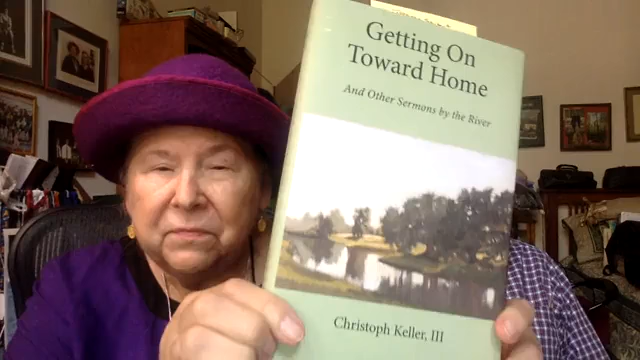 Getting On
Toward Home
And Other Sermons by the River
Christoph Keller, III